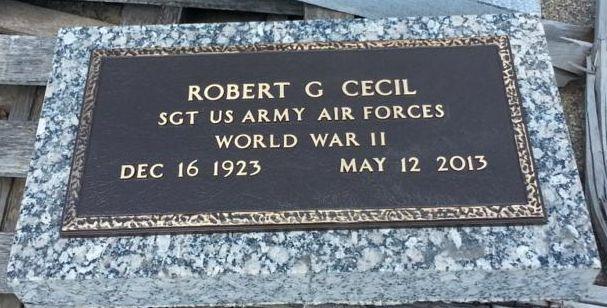 ROBERT G CECIL
SGT US ARMY AIR FORCES
WORLD WAR II
DEC 16 1923 MAY 12 2013